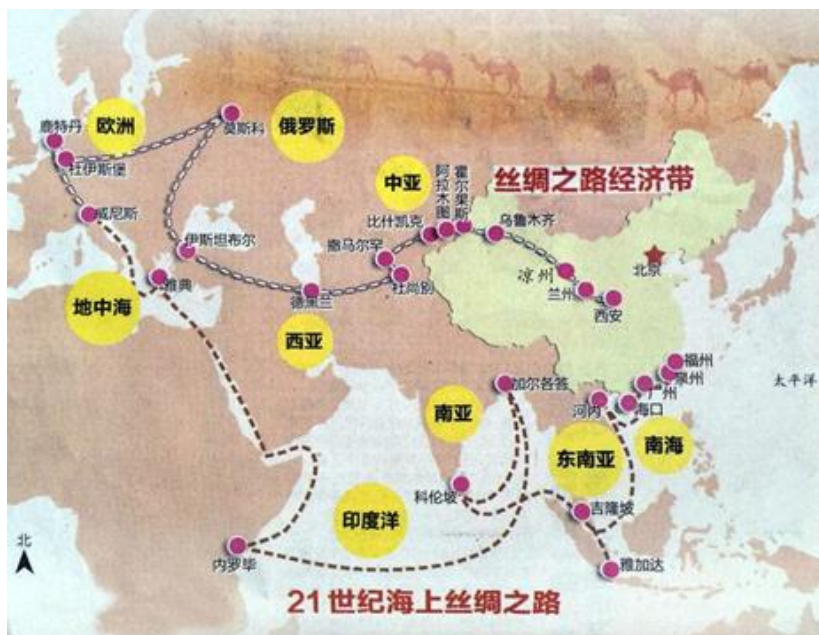 鹿特丹
欧洲
莫斯科
俄罗斯
杜伊斯堡
中亚
阿拉木图
霍尔果斯
丝绸之路经济带
威尼斯
比什凯克
乌鲁木齐
伊斯坦布尔
撒马尔罕
凉州
北京
雅典
德黑兰
杜尚别
兰州
西安
地中海
西亚
福州
泉州
广州
太平洋
加尔各答
南亚
河内
海口
东南亚
南海
科伦坡
吉隆坡
印度洋
北
内罗毕
雅加达
21世纪海上丝绸之路